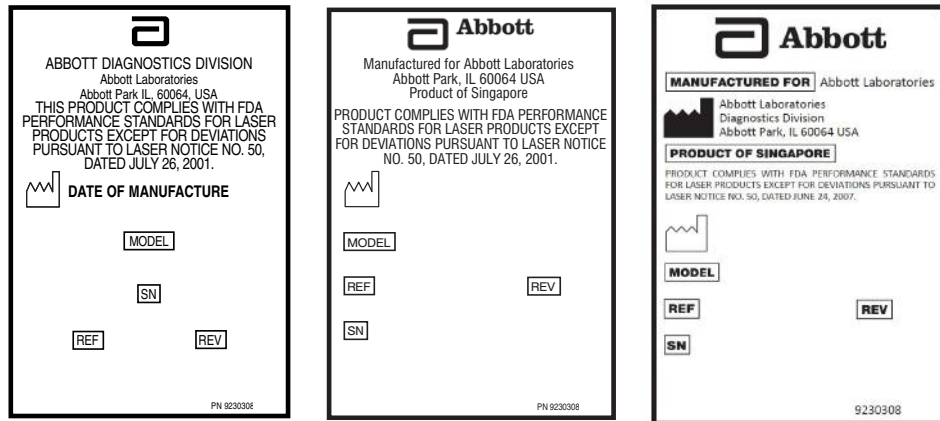 ABBOTT DIAGNOSTICS DIVISION
Abbott Laboratories
Abbott Park IL, 60064, USA
THIS PRODUCT COMPLIES WITH FDA
PERFORMANCE STANDARDS FOR LASER
PRODUCTS EXCEPT FOR DEVIATIONS
PURSUANT TO LASER NOTICE NO. 50,
DATED JULY 26, 2001.
DATE OF MANUFACTURE
MODEL
SN
REF REV
PN 9230308
Abbott
Manufactured for Abbott Laboratories
Abbott Park, IL 60064 USA
Product of Singapore
PRODUCT COMPLIES WITH FDA PERFORMANCE
STANDARDS FOR LASER PRODUCTS EXCEPT
FOR DEVIATIONS PURSUANT TO LASER NOTICE
NO. 50, DATED JULY 26, 2001.
MODEL
REF REV
SN
PN 9230308
Abbott
MANUFACTURED FOR Abbott Laboratories
Abbott Laboratories
Diagnostics Division
Abbott Park, IL 60064 USA
PRODUCT OF SINGAPORE
PRODUCT COMPLIES WITH FDA PERFORMANCE STANDARDS
FOR LASER PRODUCTS EXCEPT FOR DEVIATIONS PURSUANT TO
LASER NOTICE NO. 50, DATED JUNE 24, 2007.
MODEL
REF REV
SN
9230308